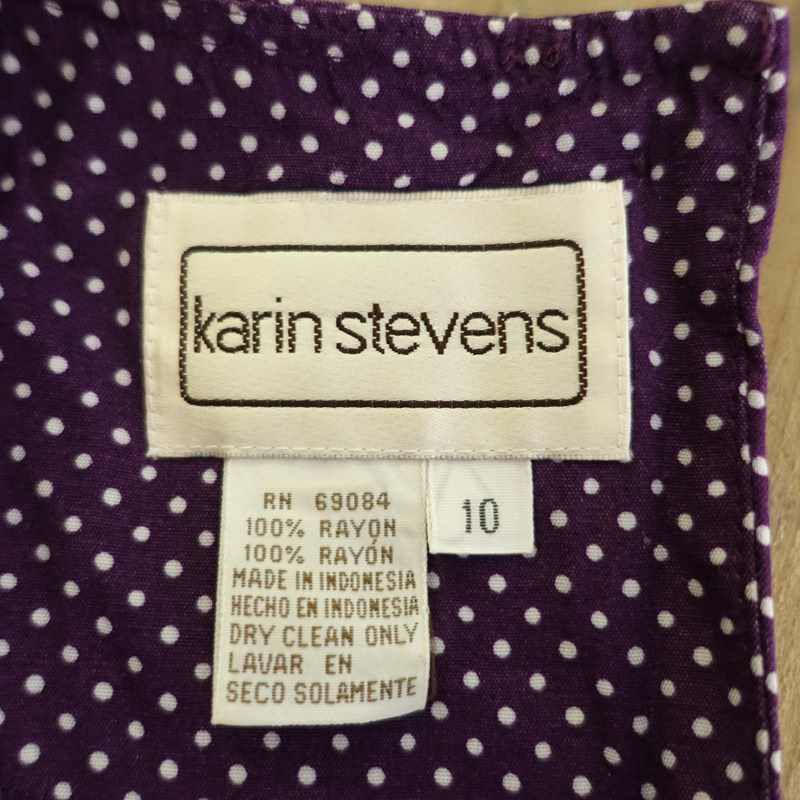 karin stevens
RN 69084
100% RAYON
100% RAYÓN
MADE IN INDONESIA
HECHO EN INDONESIA
DRY CLEAN ONLY
LAVAR EN
SECO SOLAMENTE
10